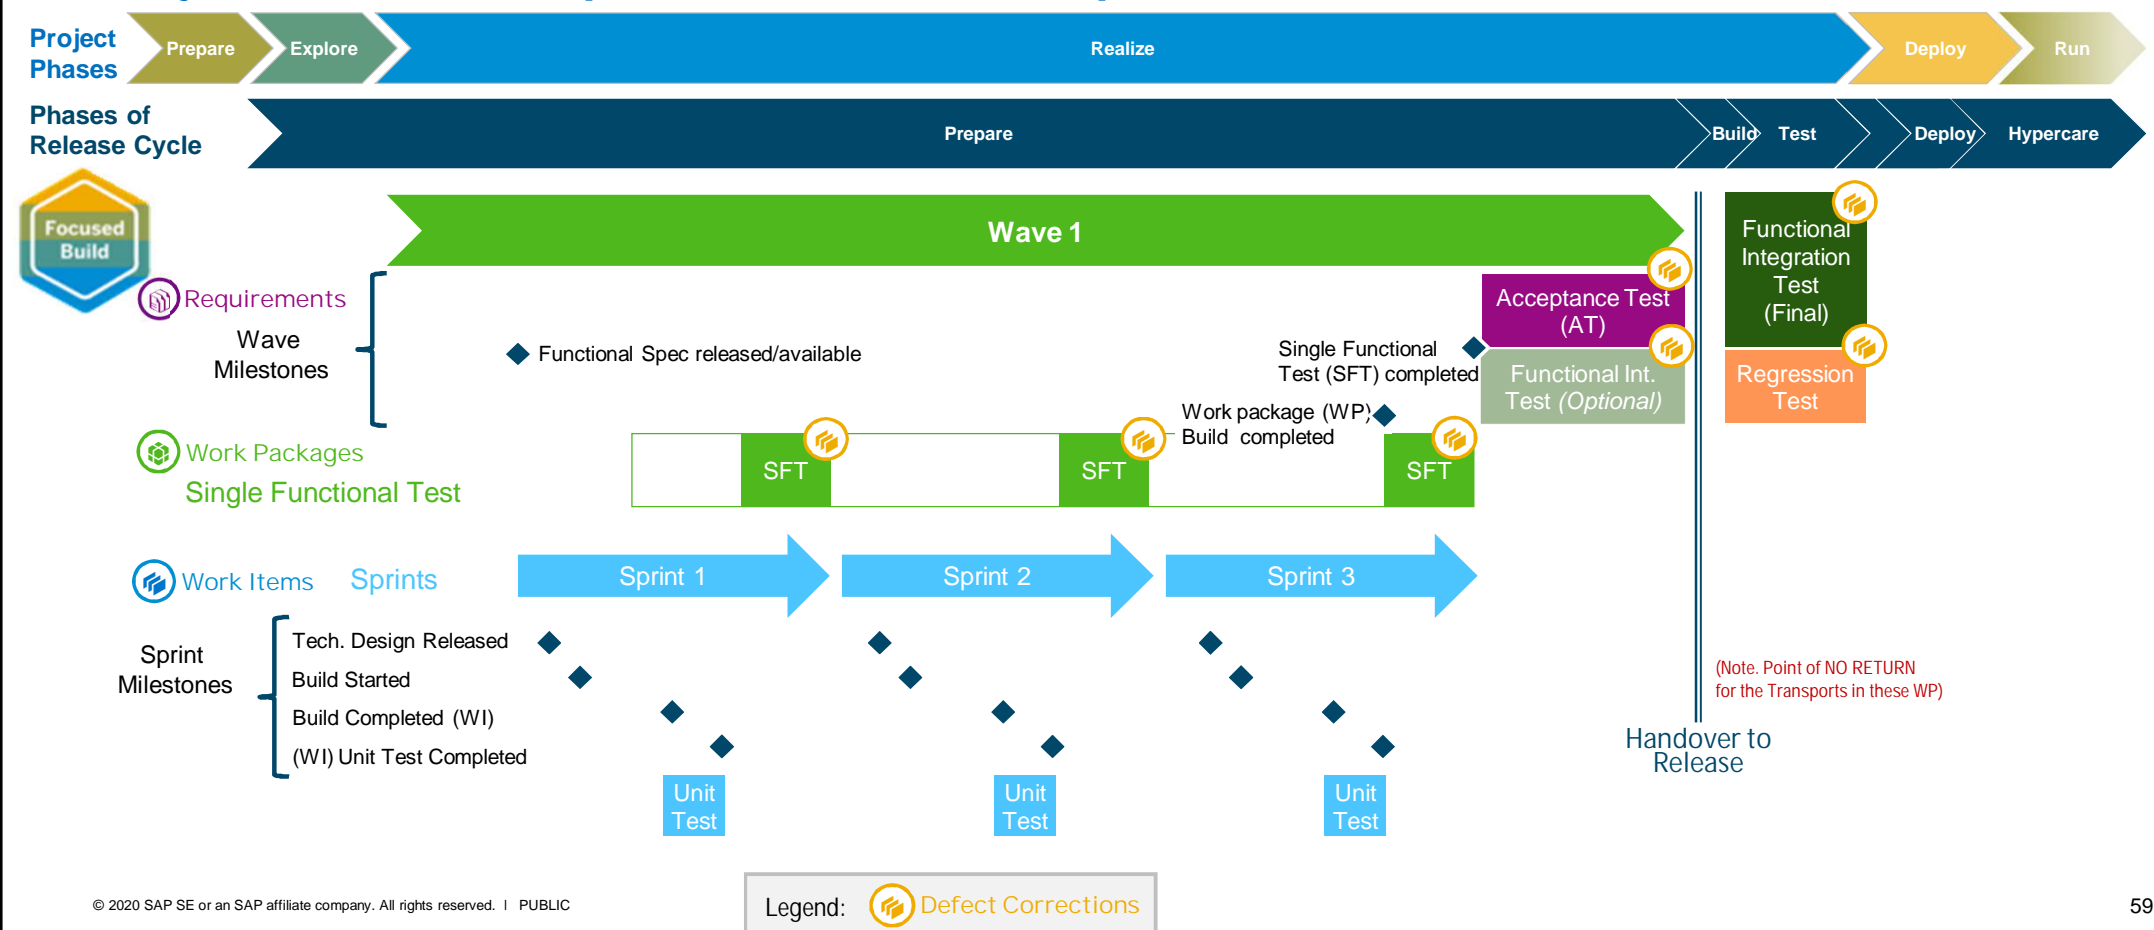 Project
Phases
Prepare
Explore
Realize
Deploy
Run
Phases of
Release Cycle
Prepare
Build
Test
Deploy
Hypercare
Focused
Build
Wave 1
Functional
Integration
Test
(Final)
Requirements
Acceptance Test
(AT)
Wave
Milestones
Functional Spec released/available
Single Functional
Test (SFT) completed
Functional Int.
Test (Optional)
Regression
Test
Work package (WP)
Build completed
Work Packages
Single Functional Test
SFT
SFT
SFT
Work Items
Sprints
Sprint 1
Sprint 2
Sprint 3
Sprint
Milestones
Tech. Design Released
Build Started
Build Completed (WI)
(WI) Unit Test Completed
(Note. Point of NO RETURN
for the Transports in these WP)
Handover to
Release
Unit
Test
Unit
Test
Unit
Test
© 2020 SAP SE or an SAP affiliate company. All rights reserved. I PUBLIC
Legend:
Defect Corrections
59